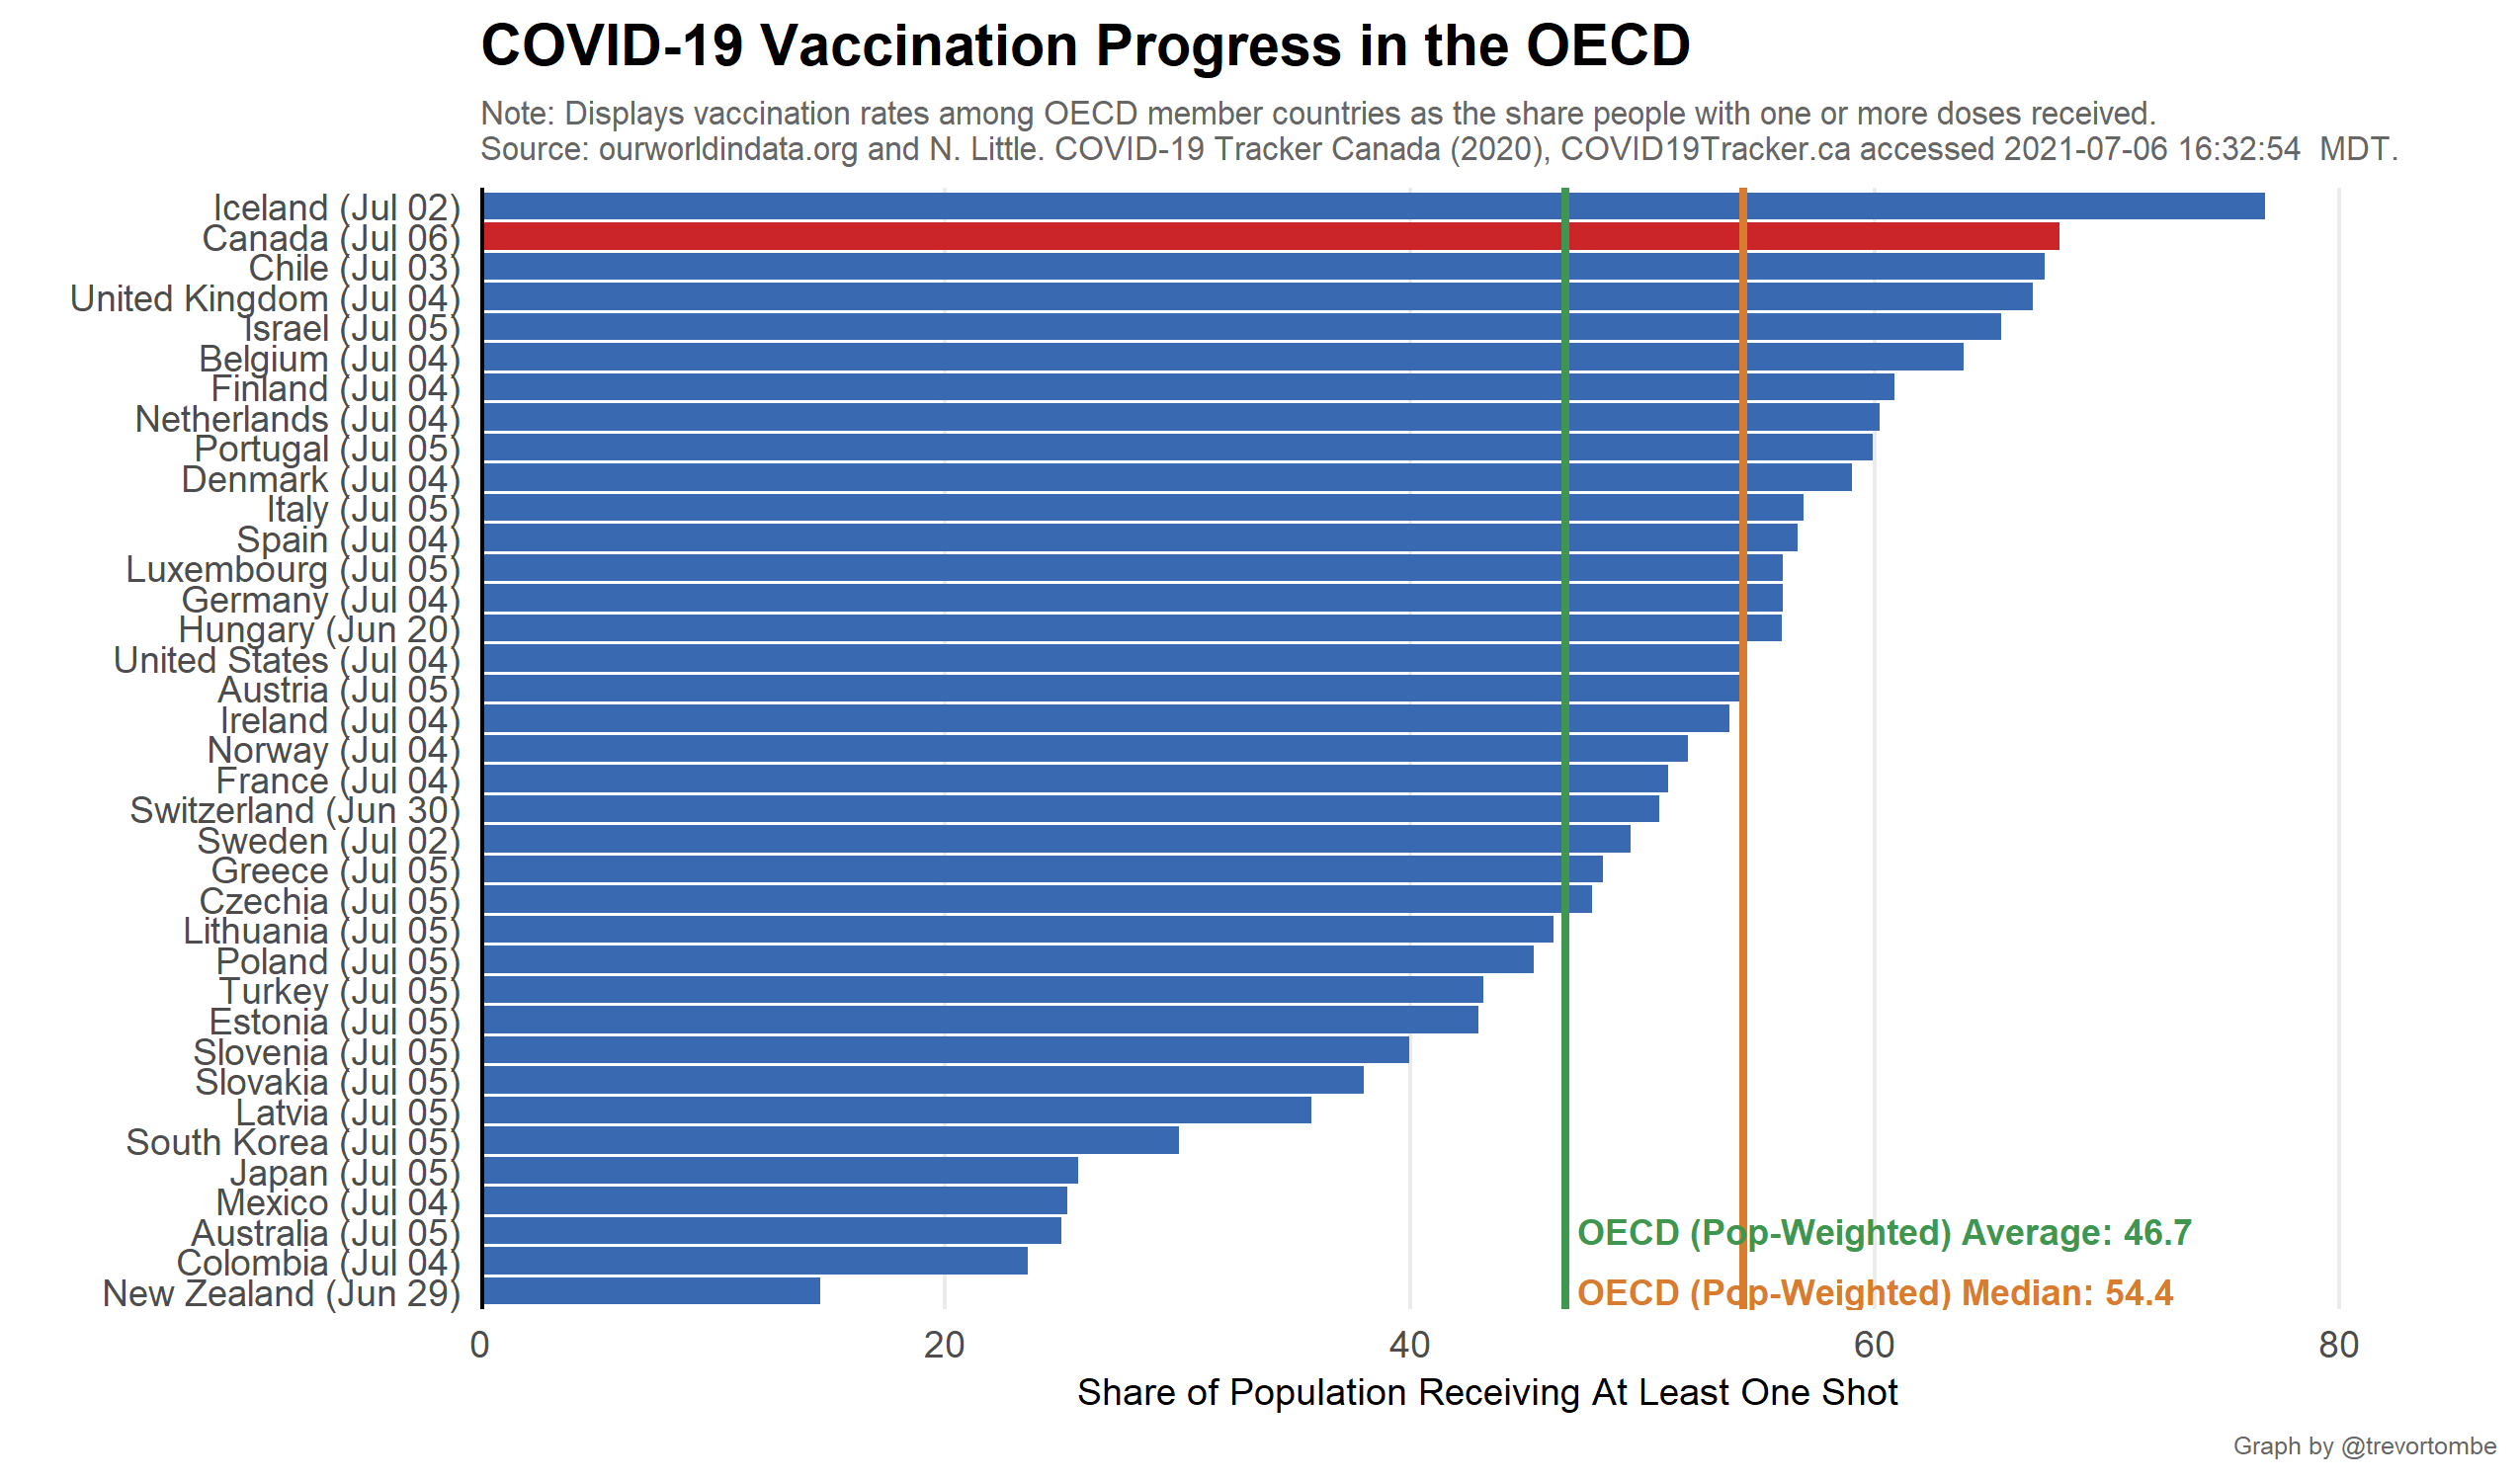 COVID-19 Vaccination Progress in the OECD
Note: Displays vaccination rates among OECD member countries as the share people with one or more doses received.
Source: ourworldindata.org and N. Little. COVID-19 Tracker Canada (2020), COVID19Tracker.ca accessed 2021-07-06 16:32:54  MDT.
Iceland (Jul 02)
Canada (Jul 06)
Chile (Jul 03)
United Kingdom (Jul 04)
Israel (Jul 05)
Belgium (Jul 04)
Finland (Jul 04)
Netherlands (Jul 04)
Portugal (Jul 05)
Denmark (Jul 04)
Italy (Jul 05)
Spain (Jul 04)
Luxembourg (Jul 05)
Germany (Jul 04)
Hungary (Jun 20)
United States (Jul 04)
Austria (Jul 05)
Ireland (Jul 04)
Norway (Jul 04)
France (Jul 04)
Switzerland (Jun 30)
Sweden (Jul 02)
Greece (Jul 05)
Czechia (Jul 05)
Lithuania (Jul 05)
Poland (Jul 05)
Turkey (Jul 05)
Estonia (Jul 05)
Slovenia (Jul 05)
Slovakia (Jul 05)
Latvia (Jul 05)
South Korea (Jul 05)
Japan (Jul 05)
Mexico (Jul 04)
Australia (Jul 05)
Colombia (Jul 04)
New Zealand (Jun 29)
OECD (Pop-Weighted) Average: 46.7
OECD (Pop-Weighted) Median: 54.4
0 20 40 60 80
Share of Population Receiving At Least One Shot
Graph by @trevortombe